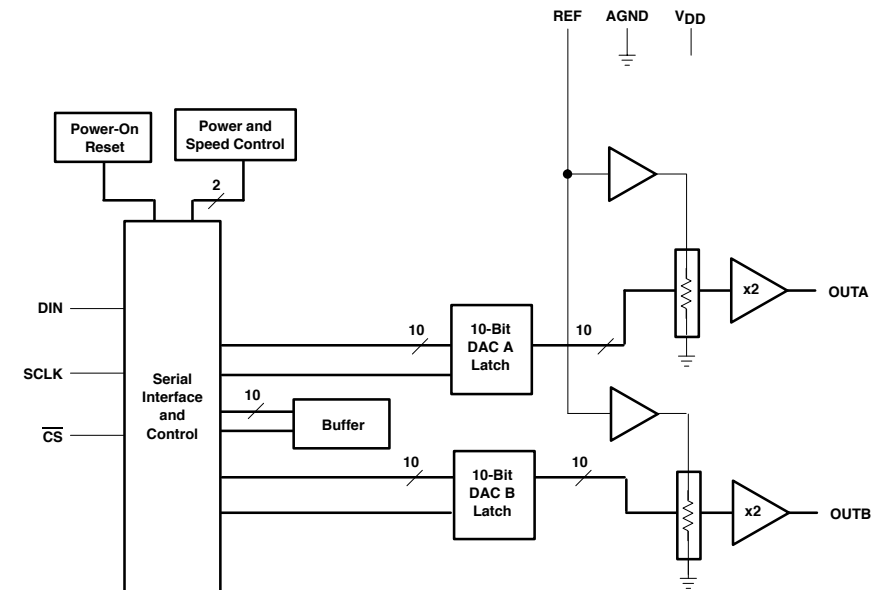 REF AGND VDD
Power-On
Reset
Power and
Speed Control
2
x2
OUTA
DIN
10
10-Bit
DAC A
Latch
10
SCLK
Serial
Interface
and
Control
10
Buffer
CS
10
10-Bit
DAC B
Latch
10
x2
OUTB